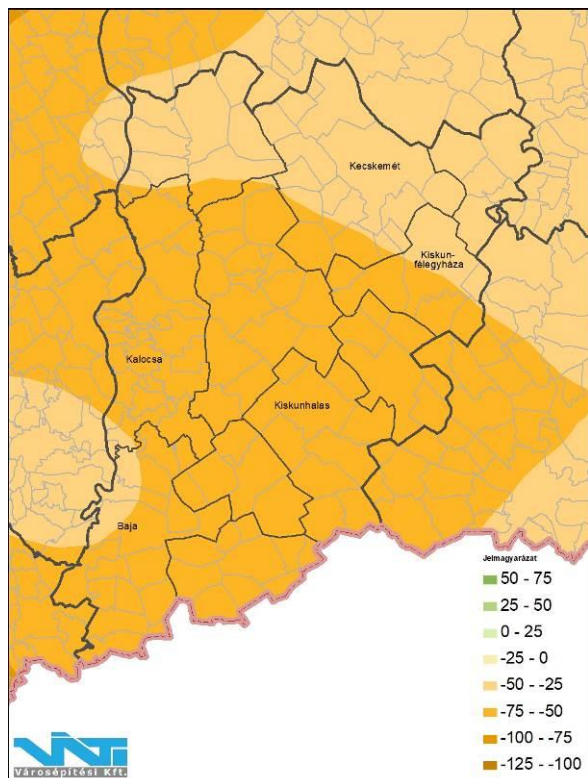 Kecskemét
Kiskun-
félegyháza
Kalocsa
Kiskunhalas
Baja
Jelmagyarázat
50 - 75
25 - 50
0 - 25
-25 - 0
-50 - -25
-75 - -50
-100 - -75
-125 - -100
VÁTI
Városépítési Kft.